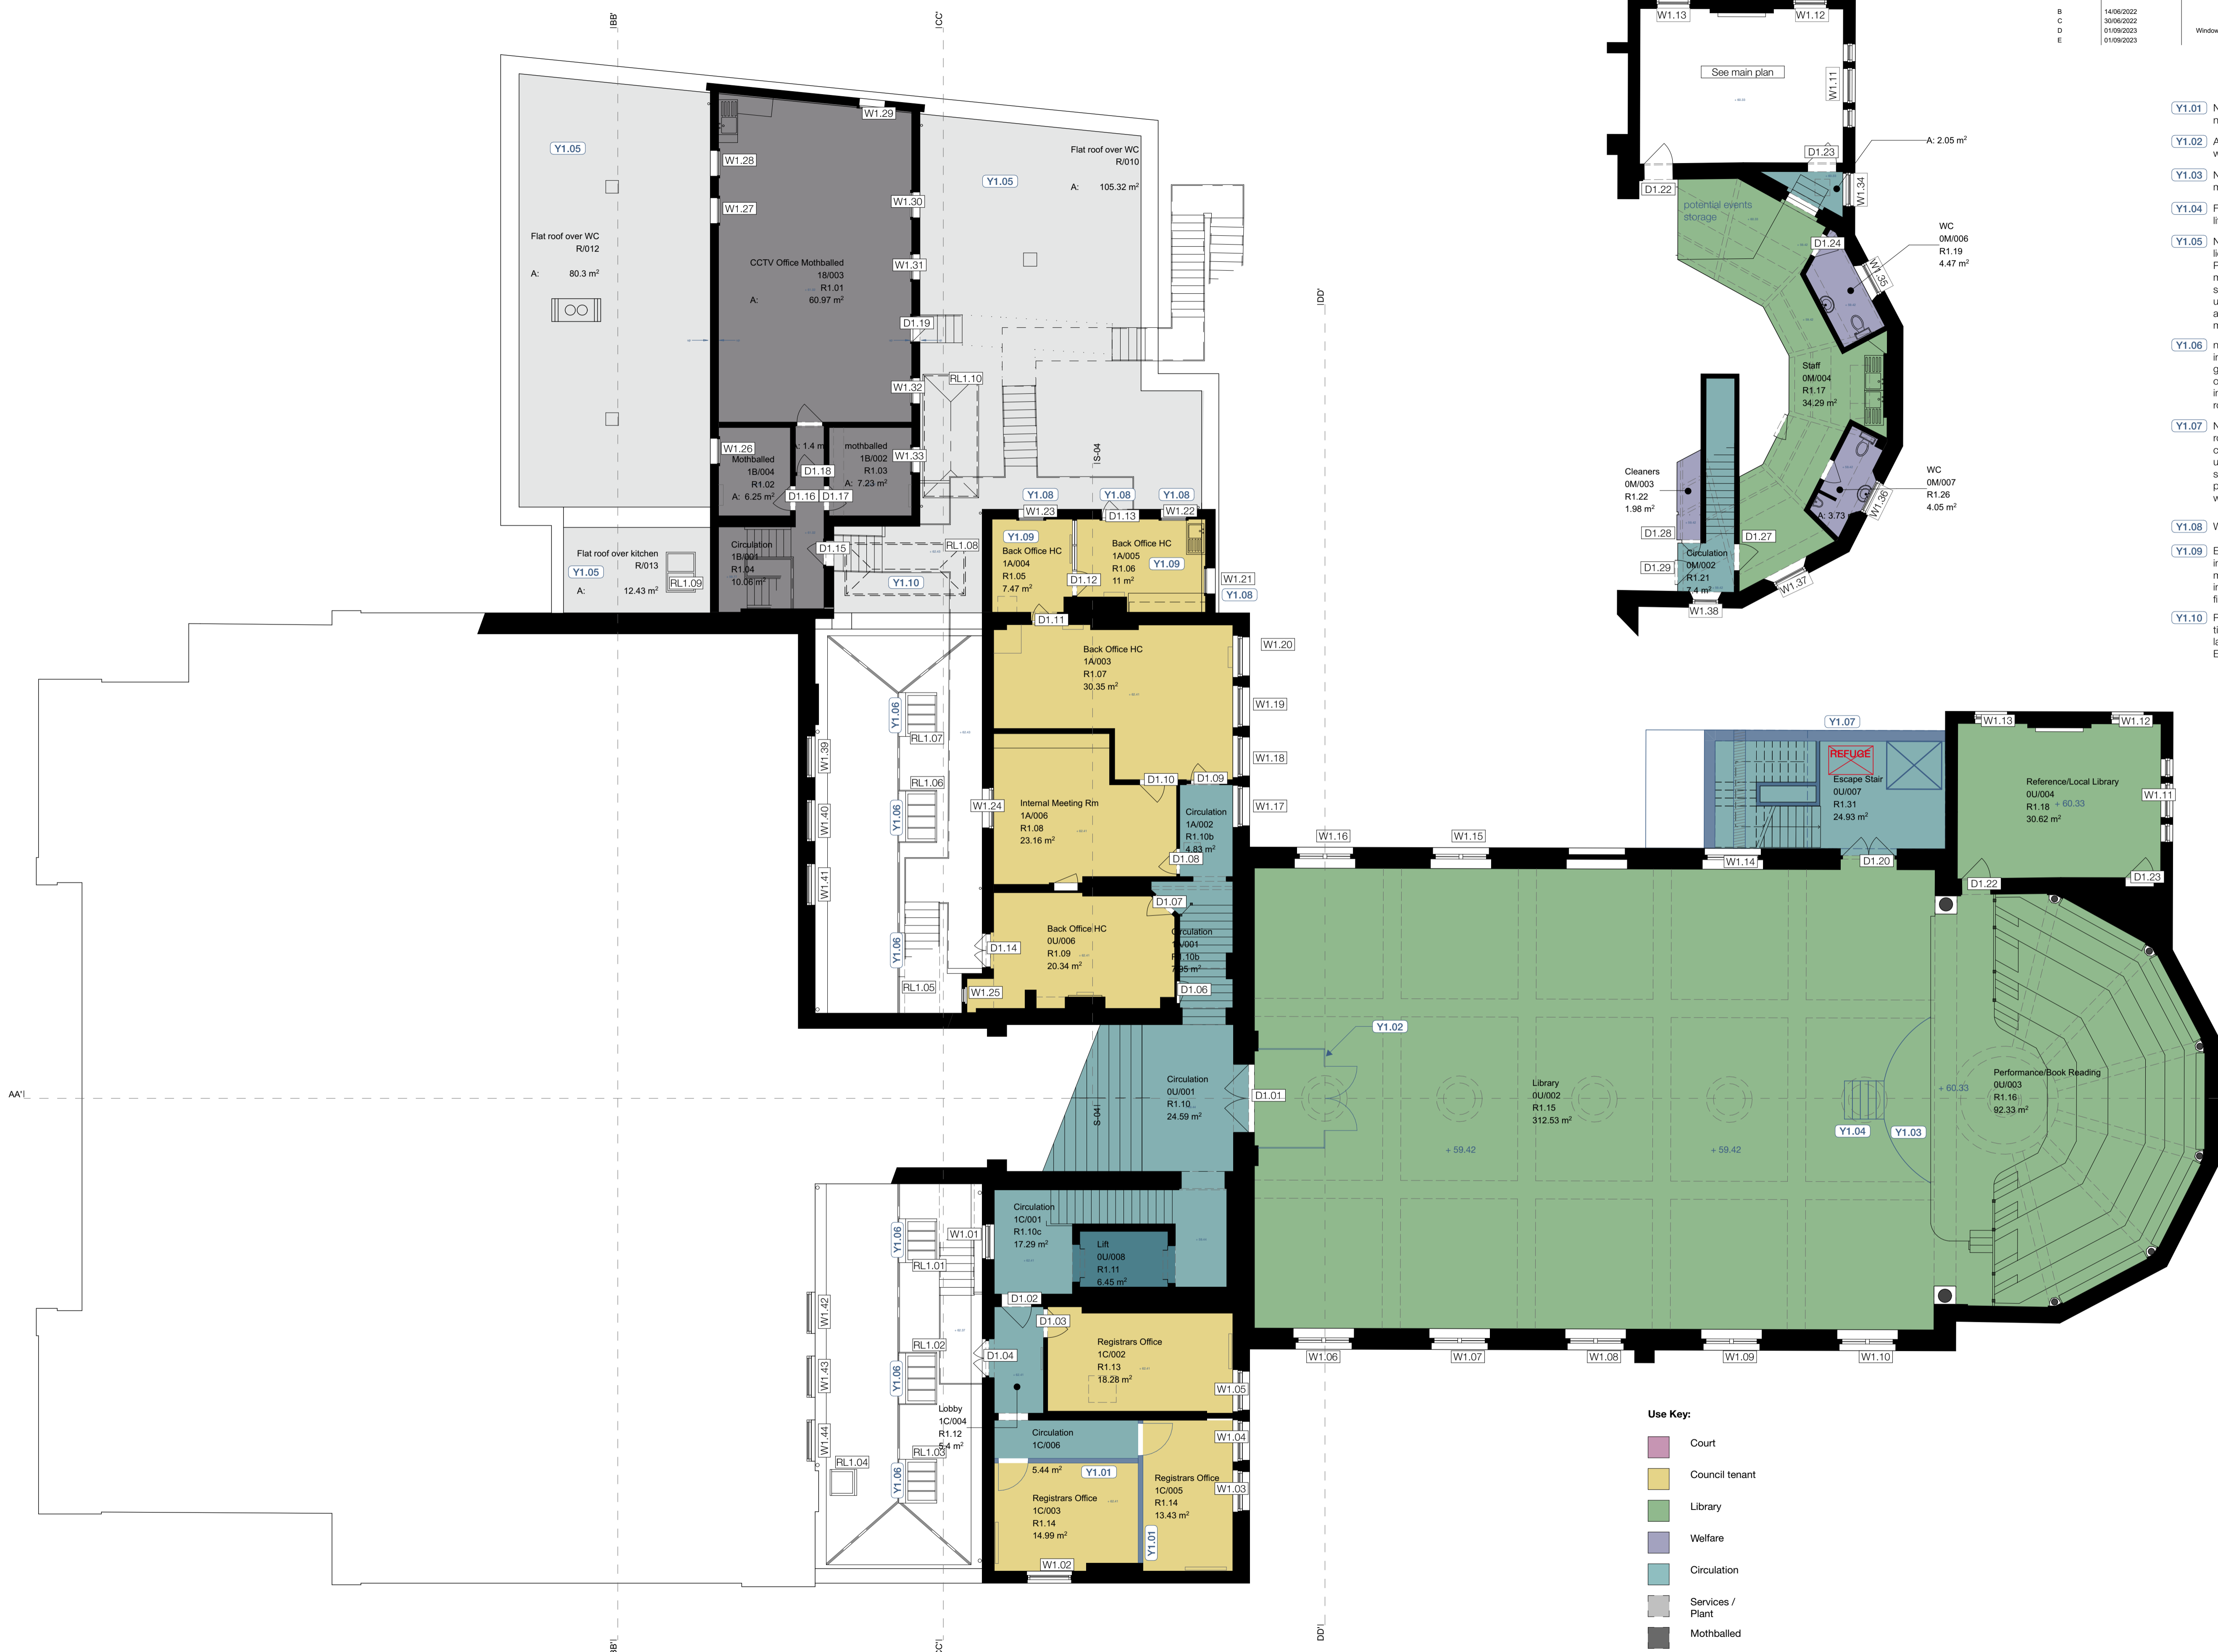 BB'
CC'
DD'
AA'
B 14/06/2022
C 30/06/2022
D 01/09/2023 Window
E 01/09/2023
W1.13
W1.12
See main plan
W1.11
D1.23
A: 2.05 m²
D1.22
W1.34
potential events
storage
D1.24
WC
0M/006
R1.19
4.47 m²
W1.35
Staff
0M/004
R1.17
34.29 m²
Cleaners
0M/003
R1.22
1.98 m²
WC
0M/007
R1.26
4.05 m²
A: 3.73
W1.36
D1.28
D1.27
D1.29
Circulation
0M/002
R1.21
7.4 m²
W1.37
W1.38
Y1.01
Y1.02
Y1.03
Y1.04
Y1.05
Y1.06
Y1.07
Y1.08
Y1.09
Y1.10
W1.29
Y1.05
W1.28
W1.27
Flat roof over WC
R/012
A: 80.3 m²
CCTV Office Mothballed
18/003
R1.01
A: 60.97 m²
Flat roof over WC
R/010
A: 105.32 m²
Y1.05
W1.30
W1.31
D1.19
W1.32
RL1.10
W1.26
Mothballed
1B/004
R1.02
A: 6.25 m²
A: 1.4 m
D1.18
mothballed
1B/002
R1.03
A: 7.23 m²
W1.33
D1.16
D1.17
S-04
Circulation
1B/001
R1.04
10.06 m²
D1.15
RL1.08
Y1.10
Flat roof over kitchen
R/013
Y1.05
RL1.09
A: 12.43 m²
Y1.08
Y1.08
Y1.08
W1.23
D1.13
W1.22
Y1.09
Back Office HC
1A/004
R1.05
7.47 m²
Back Office HC
1A/005
R1.06
11 m²
Y1.09
D1.12
W1.21
Y1.08
D1.11
Back Office HC
1A/003
R1.07
30.35 m²
W1.20
W1.19
W1.18
W1.17
Y1.06
RL1.07
RL1.06
Y1.06
Y1.06
RL1.05
W1.39
W1.40
W1.41
W1.24
D1.10
D1.09
Internal Meeting Rm
1A/006
R1.08
23.16 m²
Circulation
1A/002
R1.10b
4.83 m²
D1.08
D1.07
Back Office HC
0U/006
R1.09
20.34 m²
D1.14
Circulation
1A/001
R1.10b
7.95 m²
D1.06
W1.25
Y1.07
REFUGE
Escape Stair
0U/007
R1.31
24.93 m²
W1.13
W1.12
Reference/Local Library
0U/004
R1.18
+ 60.33
30.62 m²
W1.11
W1.16
W1.15
W1.14
D1.20
D1.22
D1.23
Y1.02
Circulation
0U/001
R1.10
24.59 m²
S-04
D1.01
Library
0U/002
R1.15
312.53 m²
+ 59.42
+ 59.42
+ 60.33
Y1.04
Y1.03
Performance/Book Reading
0U/003
R1.16
92.33 m²
Circulation
1C/001
R1.10c
17.29 m²
Lift
0U/008
R1.11
6.45 m²
W1.01
Y1.06
RL1.01
RL1.02
Y1.06
RL1.03
Y1.06
RL1.04
W1.42
W1.43
W1.44
D1.02
D1.03
D1.04
Registrars Office
1C/002
R1.13
18.28 m²
W1.05
Lobby
1C/004
R1.12
5.4 m²
Circulation
1C/006
5.44 m²
Y1.01
W1.04
W1.03
Registrars Office
1C/003
R1.14
14.99 m²
Registrars Office
1C/005
R1.14
13.43 m²
Y1.01
W1.02
W1.06
W1.07
W1.08
W1.09
W1.10
Use Key:
Court
Council tenant
Library
Welfare
Circulation
Services /
Plant
Mothballed
BB'
CC'
DD'